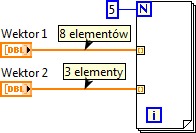 5
N
Wektor 1
8 elementów
DBL
Wektor 2
3 elementy
DBL
i